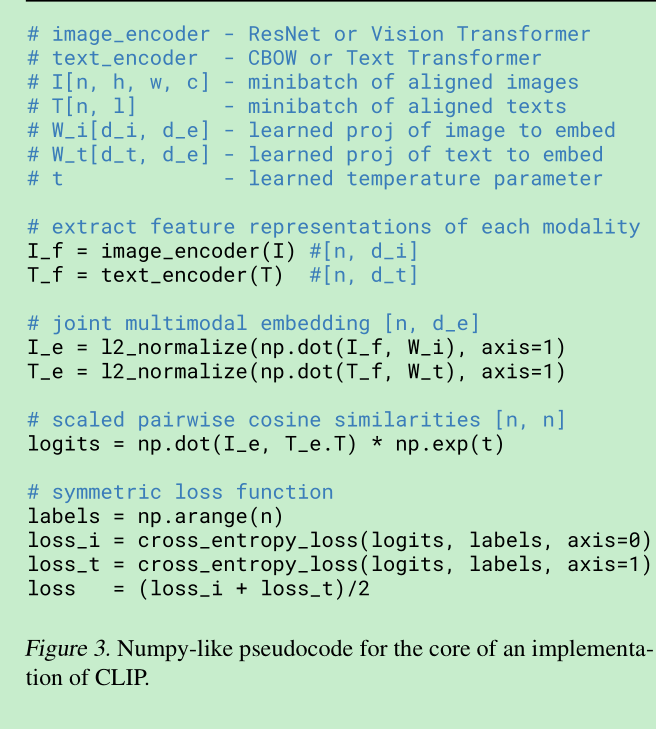 # image_encoder - ResNet or Vision Transformer
# text_encoder  - CBOW or Text Transformer
# I[n, h, w, c] - minibatch of aligned images
# T[n, l]       - minibatch of aligned texts
# W_i[d_i, d_e] - learned proj of image to embed
# W_t[d_t, d_e] - learned proj of text to embed
# t             - learned temperature parameter

# extract feature representations of each modality
I_f = image_encoder(I) #[n, d_i]
T_f = text_encoder(T)  #[n, d_t]

# joint multimodal embedding [n, d_e]
I_e = l2_normalize(np.dot(I_f, W_i), axis=1)
T_e = l2_normalize(np.dot(T_f, W_t), axis=1)

# scaled pairwise cosine similarities [n, n]
logits = np.dot(I_e, T_e.T) * np.exp(t)

# symmetric loss function
labels = np.arange(n)
loss_i = cross_entropy_loss(logits, labels, axis=0)
loss_t = cross_entropy_loss(logits, labels, axis=1)
loss   = (loss_i + loss_t)/2

Figure 3. Numpy-like pseudocode for the core of an implementa-
tion of CLIP.